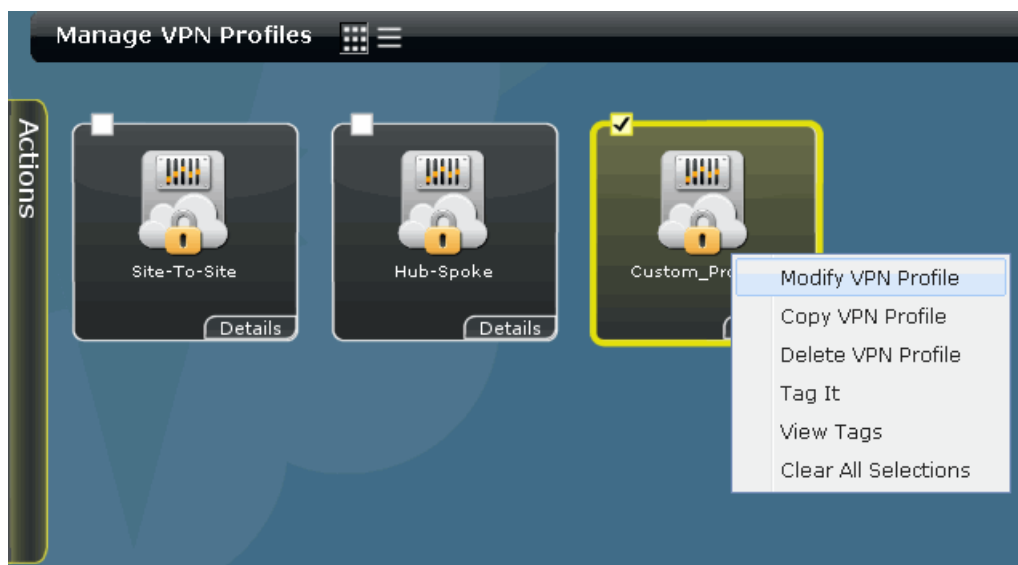 Manage VPN Profiles
Actions
Site-To-Site
Details
Hub-Spoke
Details
Modify VPN Profile
Copy VPN Profile
Delete VPN Profile
Tag It
View Tags
Clear All Selections